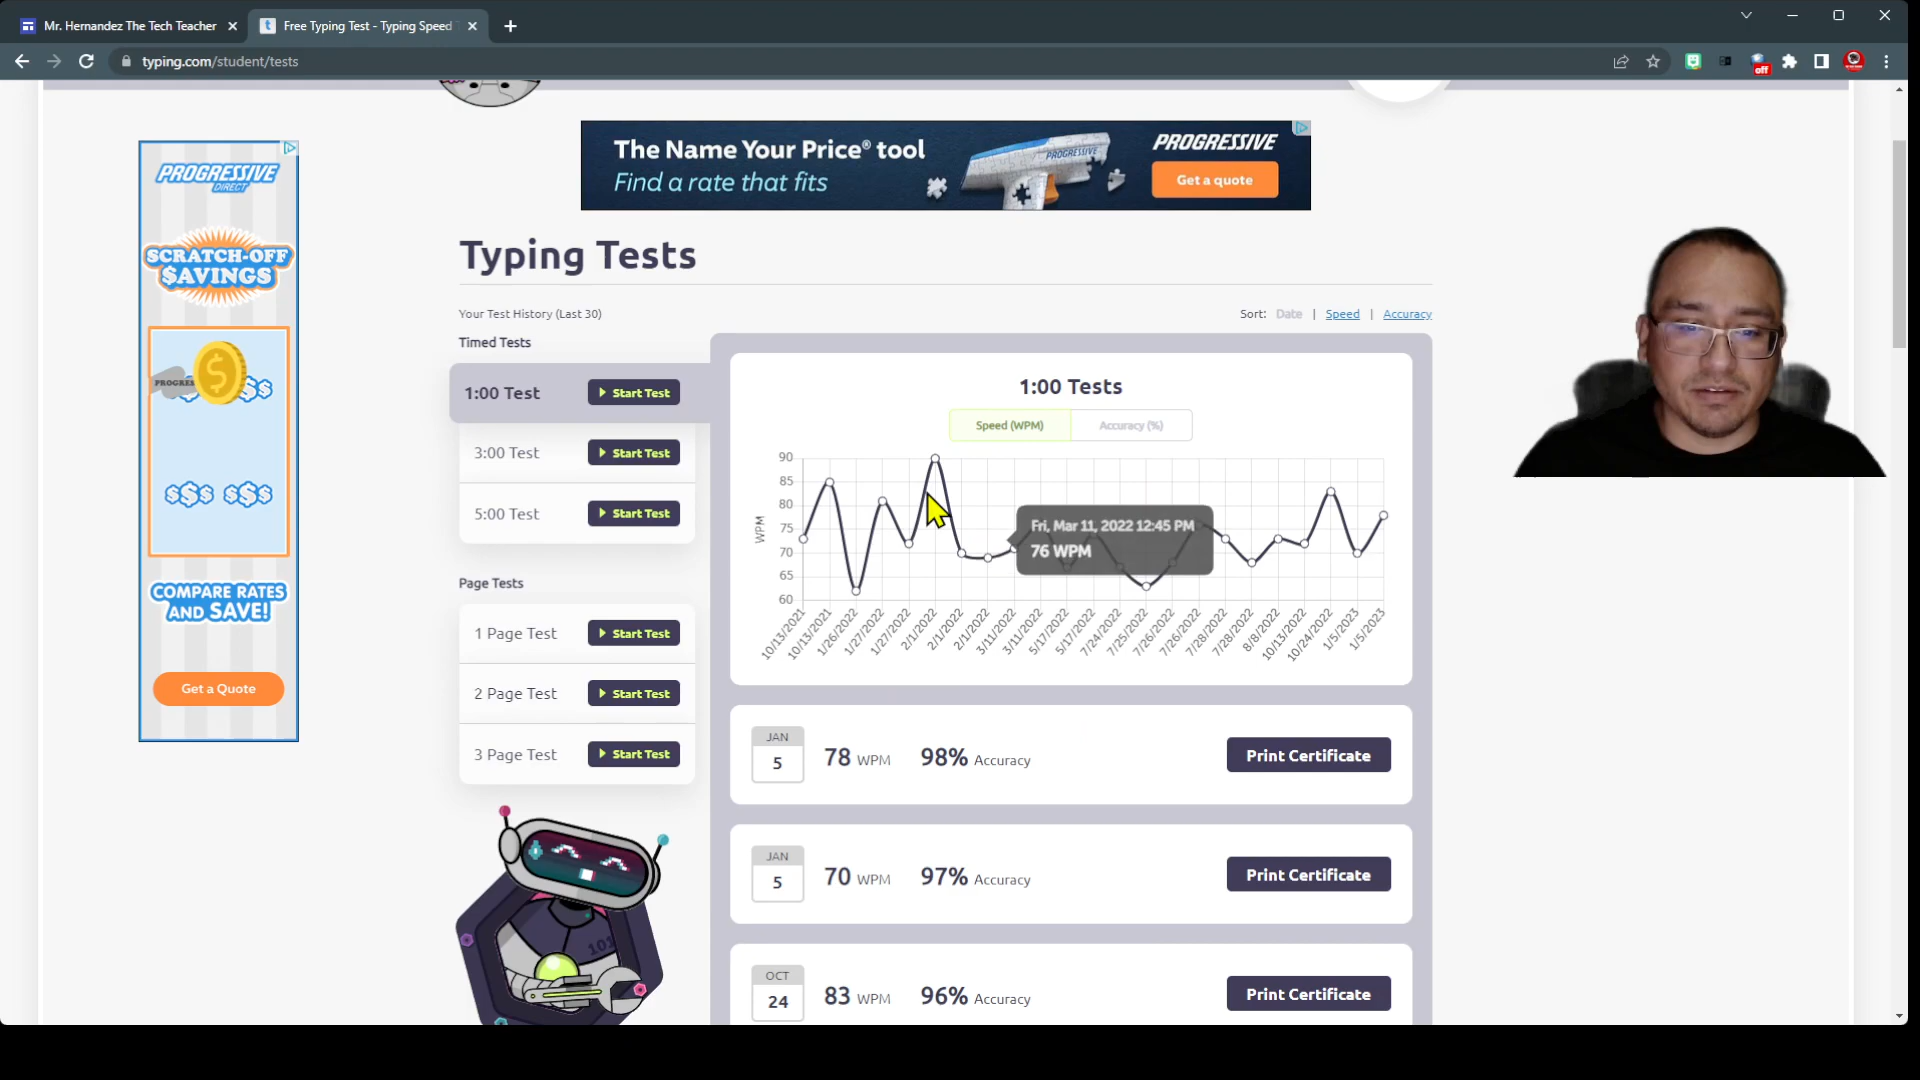 Mr. Hernandez The Tech Teacher
Free Typing Test - Typing Speed
typing.com/student/tests
off
The Name Your Price® tool
Find a rate that fits
PROGRESSIVE
PROGRESSIVE
Get a quote
PROGRESSIVE
DIRECT
SCRATCH-OFF
$AVINGS
PROGRE
$$
$$$ $$$
COMPARE RATES
AND SAVE!
Get a Quote
Typing Tests
Your Test History (Last 30)
Sort: Date | Speed | Accuracy
Timed Tests
1:00 Test
Start Test
3:00 Test
Start Test
5:00 Test
Start Test
Page Tests
1 Page Test
Start Test
2 Page Test
Start Test
3 Page Test
Start Test
101
1:00 Tests
Speed (WPM)
Accuracy (%)
WPM
90
85
80
75
70
65
60
Fri, Mar 11, 2022 12:45 PM
76 WPM
10/13/2021
10/13/2021
1/26/2022
1/27/2022
1/27/2022
2/1/2022
2/1/2022
2/1/2022
3/11/2022
3/11/2022
5/17/2022
5/17/2022
7/24/2022
7/25/2022
7/26/2022
7/26/2022
7/28/2022
7/28/2022
8/8/2022
10/13/2022
10/24/2022
1/5/2023
1/5/2023
JAN
5
78 WPM
98% Accuracy
Print Certificate
JAN
5
70 WPM
97% Accuracy
Print Certificate
OCT
24
83 WPM
96% Accuracy
Print Certificate